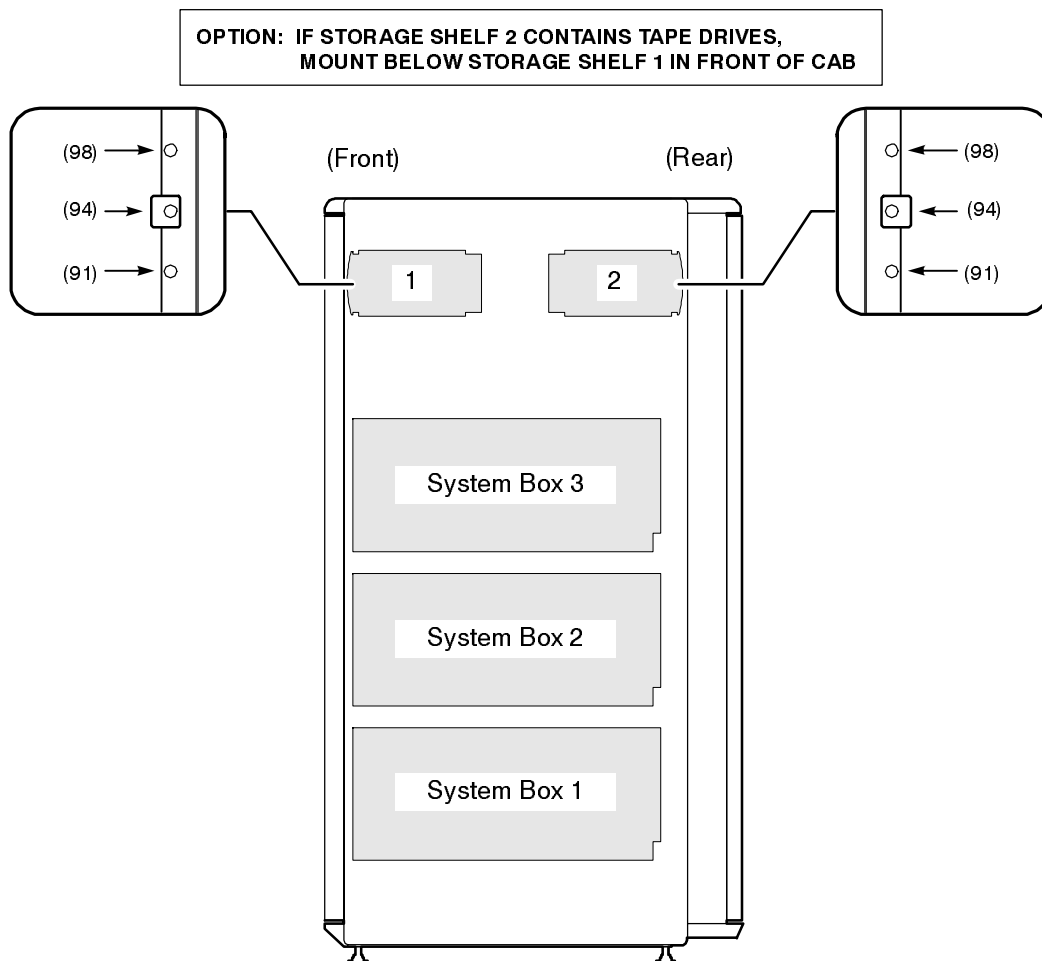 OPTION: IF STORAGE SHELF 2 CONTAINS TAPE DRIVES,
MOUNT BELOW STORAGE SHELF 1 IN FRONT OF CAB
(98)
(94)
(91)
(Front)
(Rear)
(98)
(94)
(91)
1
2
System Box 3
System Box 2
System Box 1